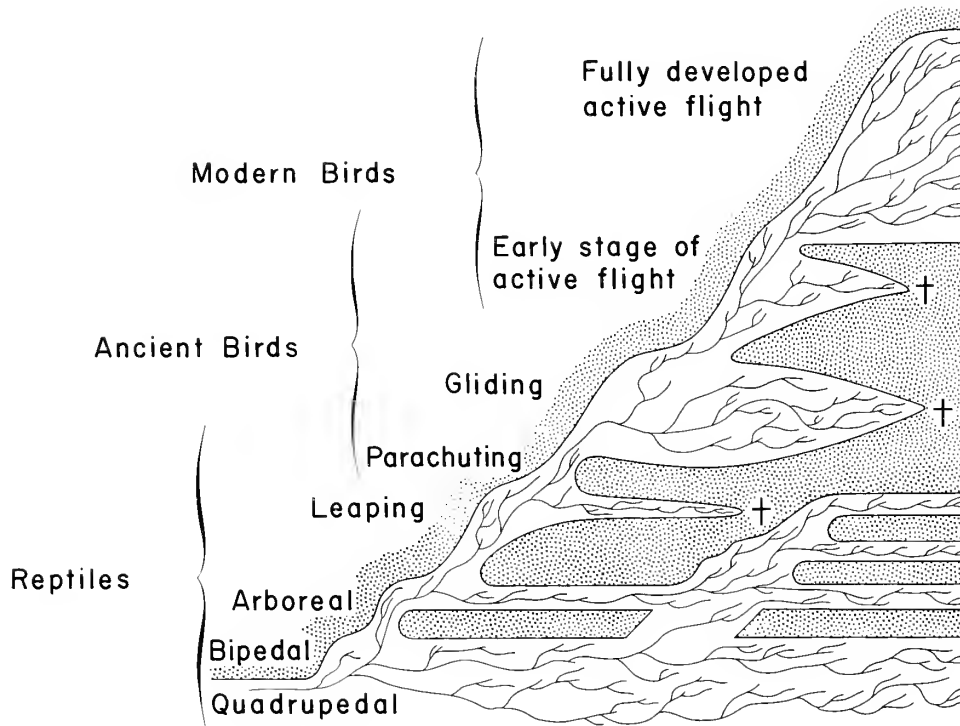 Fully developed
active flight
Modern Birds
Early stage of
active flight
Ancient Birds
Gliding
Parachuting
Leaping
Reptiles
Arboreal
Bipedal
Quadrupedal